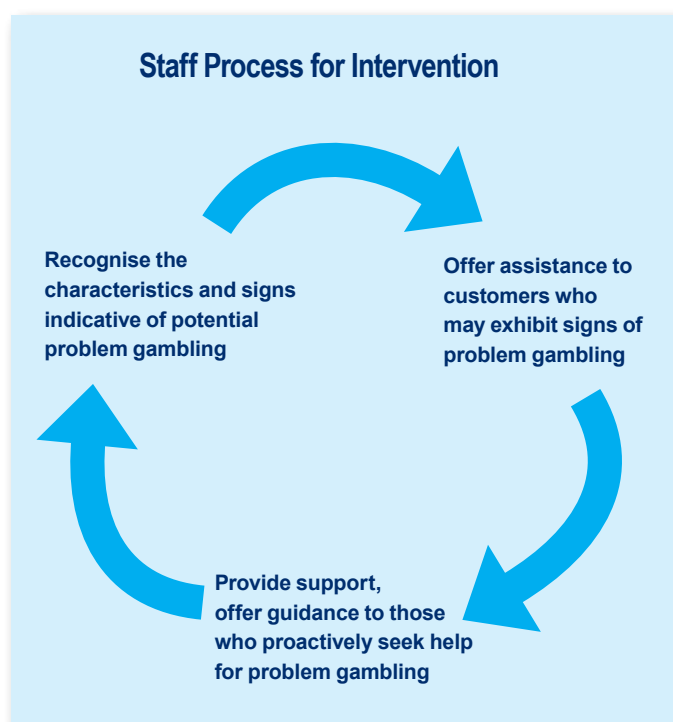 Staff Process for Intervention
Recognise the
characteristics and signs
indicative of potential
problem gambling
Offer assistance to
customers who
may exhibit signs of
problem gambling
Provide support,
offer guidance to those
who proactively seek help
for problem gambling